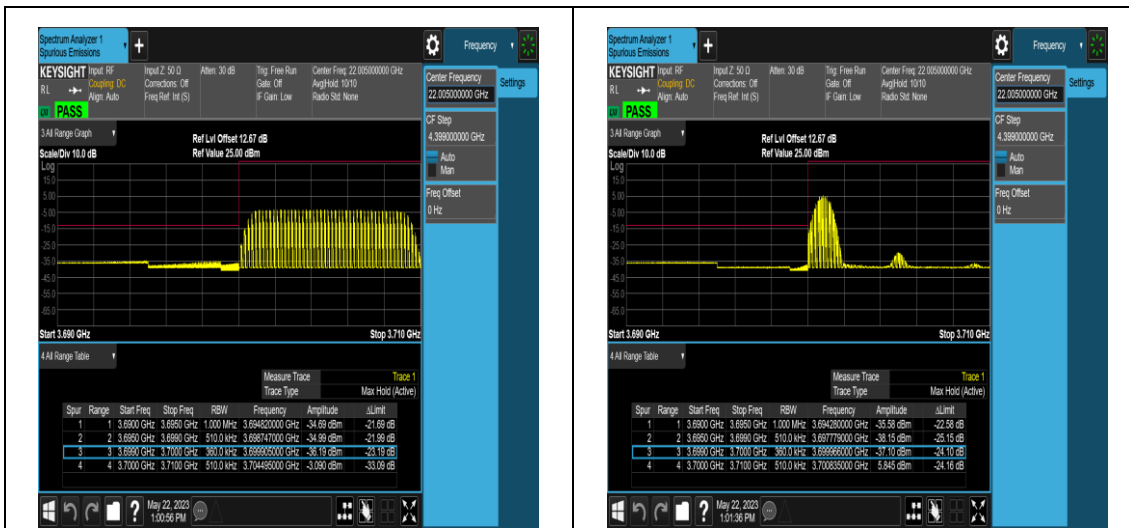 Spectrum Analyzer 1
Spurious Emissions
+
Frequency
KEYSIGHT Input: RF
RL
Coupling: DC
Align: Auto
Input Z: 50 Ω
Corrections: Off
Freq Ref: Int (S)
Atten: 30 dB
Trig: Free Run
Gate: Off
IF Gain: Low
Center Freq: 22.005000000 GHz
Avg|Hold: 10/10
Radio Std: None
PASS
Center Frequency
22.005000000 GHz
Settings
CF Step
4.399000000 GHz
Auto
Man
Freq Offset
0 Hz
3 All Range Graph
Scale/Div 10.0 dB
Ref Lvl Offset 12.67 dB
Ref Value 25.00 dBm
Log
15.0
5.00
-5.00
-15.0
-25.0
-35.0
-45.0
-55.0
-65.0
Start 3.690 GHz
Stop 3.710 GHz
4 All Range Table
Measure Trace Trace 1
Trace Type Max Hold (Active)
Spur Range Start Freq Stop Freq RBW Frequency Amplitude ΔLimit
1 1 3.6900 GHz 3.6950 GHz 1.000 MHz 3.694820000 GHz -34.69 dBm -21.69 dB
2 2 3.6950 GHz 3.6990 GHz 510.0 kHz 3.698747000 GHz -34.99 dBm -21.99 dB
3 3 3.6990 GHz 3.7000 GHz 360.0 kHz 3.699905000 GHz -36.19 dBm -23.19 dB
4 4 3.7000 GHz 3.7100 GHz 510.0 kHz 3.704495000 GHz -3.090 dBm -33.09 dB
?
May 22, 2023
1:00:56 PM
Spectrum Analyzer 1
Spurious Emissions
+
Frequency
KEYSIGHT Input: RF
RL
Coupling: DC
Align: Auto
Input Z: 50 Ω
Corrections: Off
Freq Ref: Int (S)
Atten: 30 dB
Trig: Free Run
Gate: Off
IF Gain: Low
Center Freq: 22.005000000 GHz
Avg|Hold: 10/10
Radio Std: None
PASS
Center Frequency
22.005000000 GHz
Settings
CF Step
4.399000000 GHz
Auto
Man
Freq Offset
0 Hz
3 All Range Graph
Scale/Div 10.0 dB
Ref Lvl Offset 12.67 dB
Ref Value 25.00 dBm
Log
15.0
5.00
-5.00
-15.0
-25.0
-35.0
-45.0
-55.0
-65.0
Start 3.690 GHz
Stop 3.710 GHz
4 All Range Table
Measure Trace Trace 1
Trace Type Max Hold (Active)
Spur Range Start Freq Stop Freq RBW Frequency Amplitude ΔLimit
1 1 3.6900 GHz 3.6950 GHz 1.000 MHz 3.694280000 GHz -35.58 dBm -22.58 dB
2 2 3.6950 GHz 3.6990 GHz 510.0 kHz 3.697779000 GHz -38.15 dBm -25.15 dB
3 3 3.6990 GHz 3.7000 GHz 360.0 kHz 3.699966000 GHz -37.10 dBm -24.10 dB
4 4 3.7000 GHz 3.7100 GHz 510.0 kHz 3.700835000 GHz 5.845 dBm -24.16 dB
?
May 22, 2023
1:01:36 PM